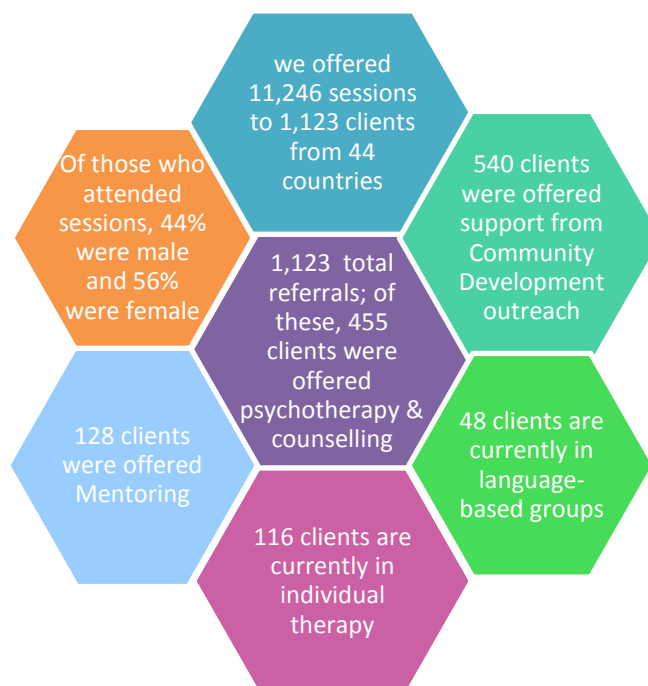 we offered
11,246 sessions
to 1,123 clients
from 44
countries
Of those who
attended
sessions, 44%
were male
and 56%
were female
540 clients
were offered
support from
Community
Development
outreach
1,123 total
referrals; of
these, 455
clients were
offered
psychotherapy &
counselling
128 clients
were offered
Mentoring
48 clients are
currently in
language-
based groups
116 clients are
currently in
individual
therapy